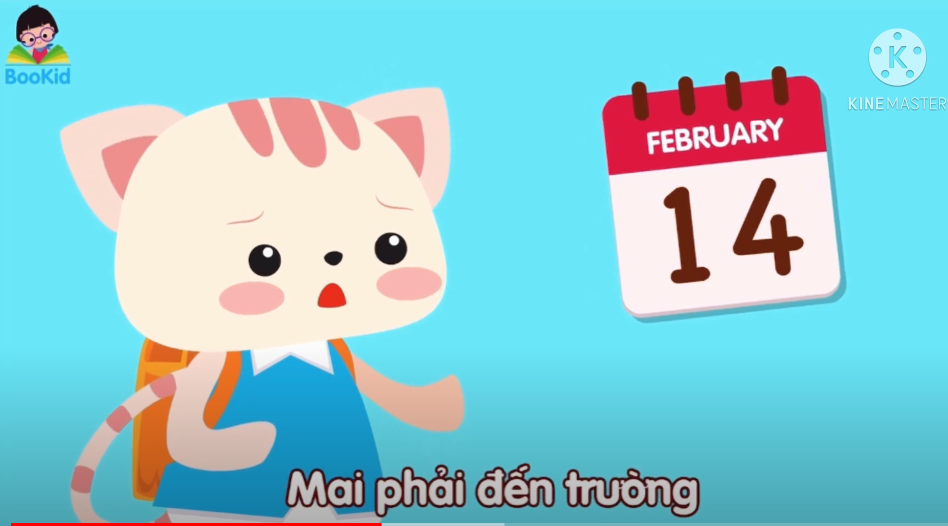 BooKid
KINEMASTER
FEBRUARY
14
Mai phải đến trường